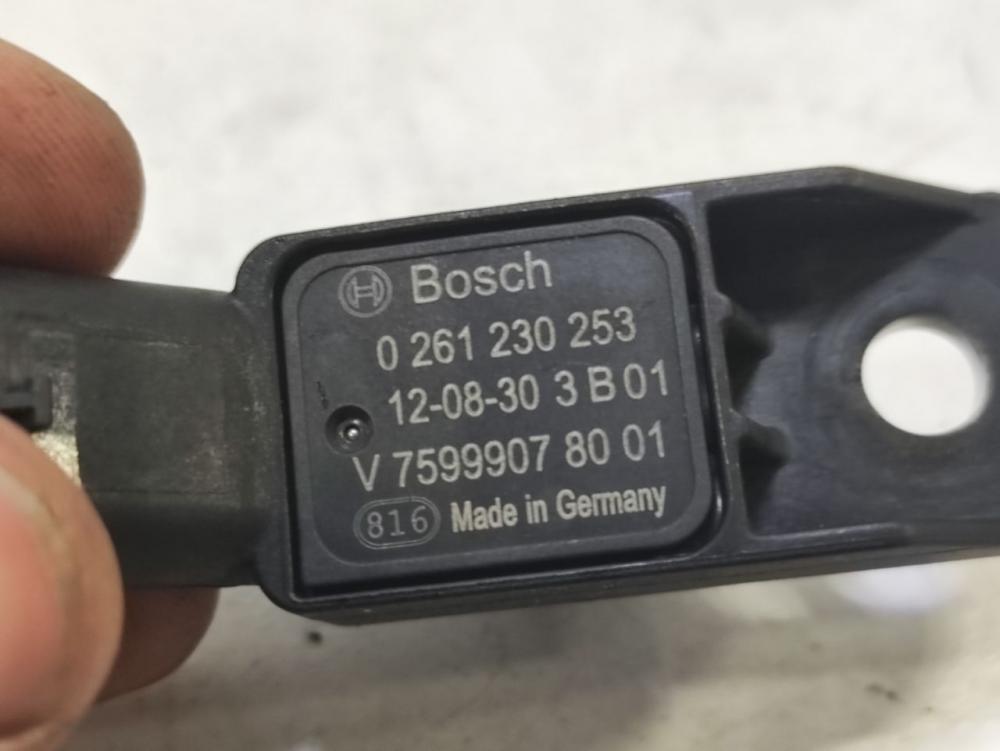 Bosch
0 261 230 253
12-08-30 3 B 01
V 7599907 80 01
816 Made in Germany